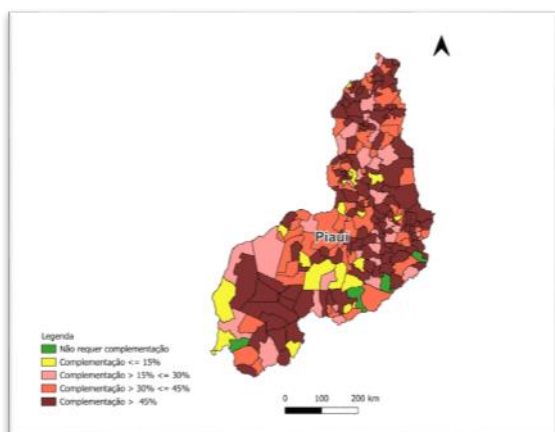 Piauí
Legenda
Não requer complementação
Complementação <= 15%
Complementação > 15% <= 30%
Complementação > 30% <= 45%
Complementação > 45%
0 100 200 km